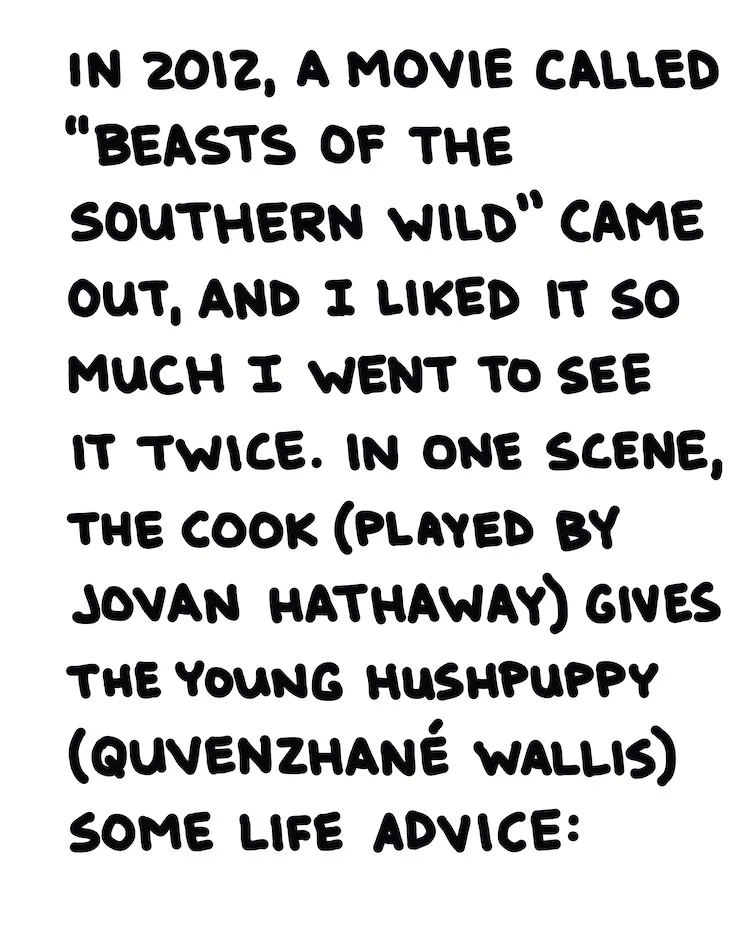 IN 2012, A MOVIE CALLED
"BEASTS OF THE
SOUTHERN WILD" CAME
OUT, AND I LIKED IT SO
MUCH I WENT TO SEE
IT TWICE. IN ONE SCENE,
THE COOK (PLAYED BY
JOVAN HATHAWAY) GIVES
THE YOUNG HUSHPUPPY
(QUVENZHANÉ WALLIS)
SOME LIFE ADVICE: